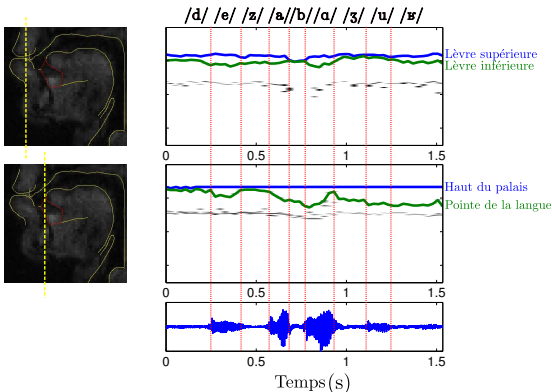 /d/ /e/ /z/ /a//b//ɑ/ /ʒ/ /u/ /ʁ/
Lèvre supérieure
Lèvre inférieure
0 0.5 1 1.5
Haut du palais
Pointe de la langue
0 0.5 1 1.5
0 0.5 1 1.5
Temps(s)